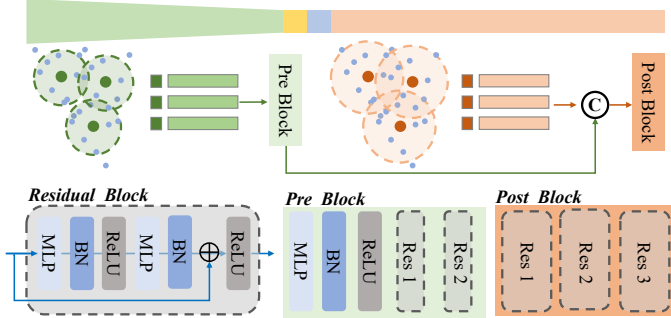 Pre Block
C
Post Block
Residual Block
MLP
BN
ReLU
MLP
BN
ReLU
Pre Block
MLP
BN
ReLU
Res 1
Res 2
Post Block
Res 1
Res 2
Res 3